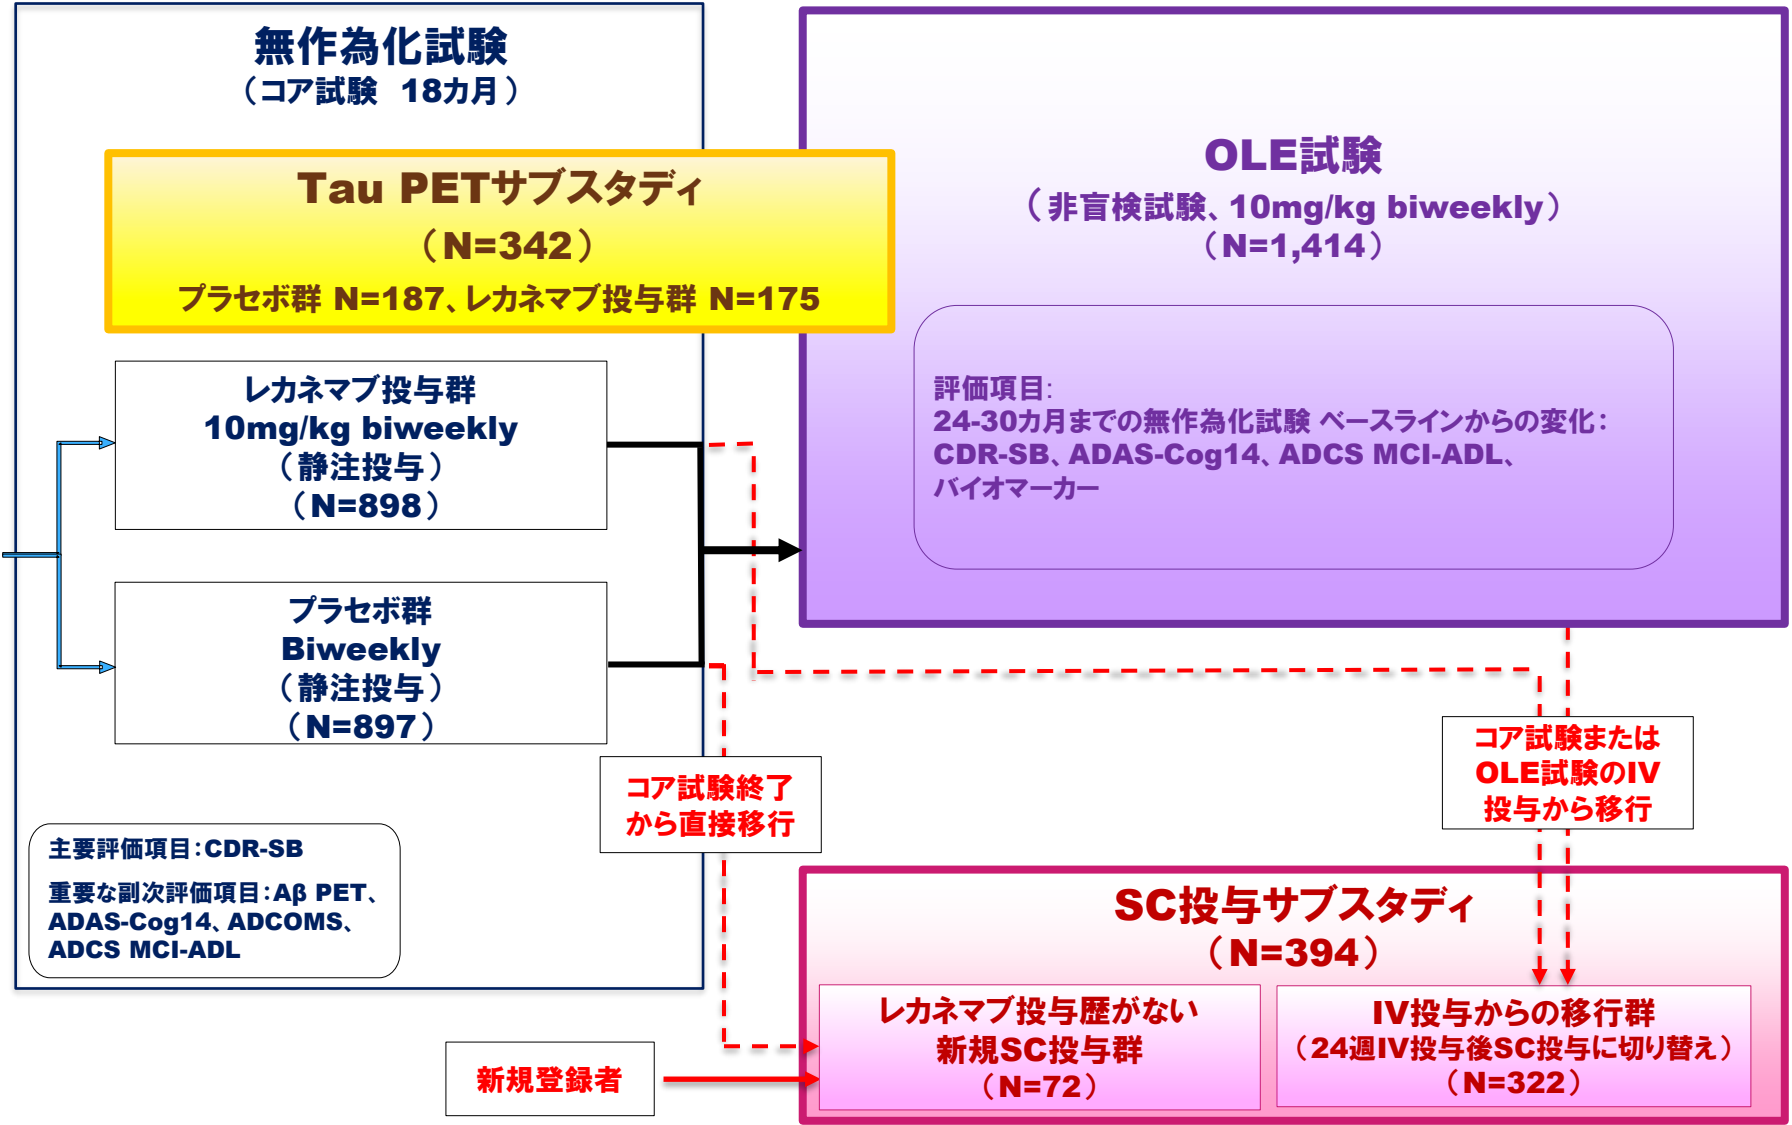 無作為化試験
（コア試験　18カ月）
Tau PETサブスタディ
（N=342）
プラセボ群 N=187、レカネマブ投与群 N=175
レカネマブ投与群
10mg/kg biweekly
（静注投与）
（N=898）
プラセボ群
Biweekly
（静注投与）
（N=897）
主要評価項目：CDR-SB
重要な副次評価項目：Aβ PET、
ADAS-Cog14、ADCOMS、
ADCS MCI-ADL
OLE試験
（非盲検試験、10mg/kg biweekly）
（N=1,414）
評価項目:
24-30カ月までの無作為化試験 ベースラインからの変化：
CDR-SB、ADAS-Cog14、ADCS MCI-ADL、
バイオマーカー
コア試験終了
から直接移行
コア試験または
OLE試験のIV
投与から移行
新規登録者
SC投与サブスタディ
（N=394）
レカネマブ投与歴がない
新規SC投与群
（N=72）
IV投与からの移行群
（24週IV投与後SC投与に切り替え）
（N=322）